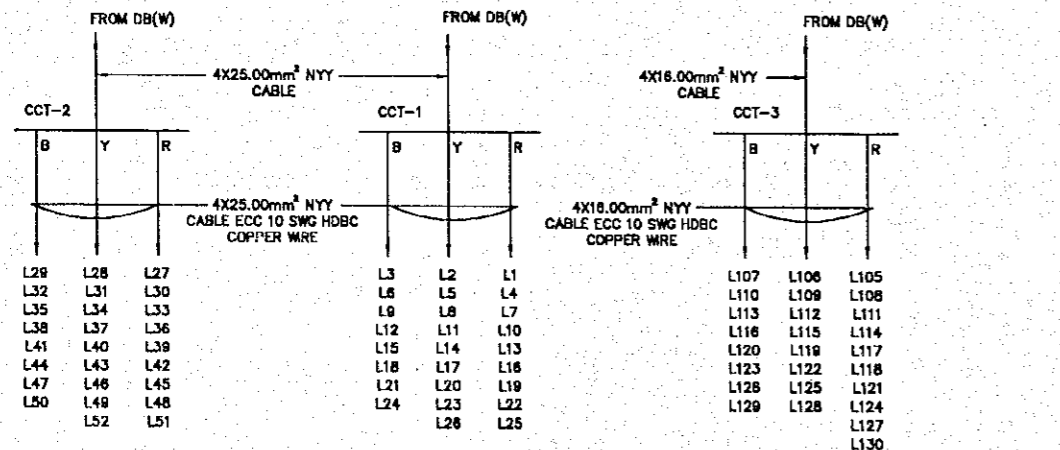 FROM DB(W) FROM DB(W) FROM DB(W)
4X25.00mm² NYY
CABLE
4X16.00mm² NYY
CABLE
CCT-2 CCT-1 CCT-3
B Y R B Y R B Y R
4X25.00mm² NYY
CABLE ECC 10 SWG HDBC
COPPER WIRE
4X16.00mm² NYY
CABLE ECC 10 SWG HDBC
COPPER WIRE
L29 L28 L27 L3 L2 L1 L107 L106 L105
L32 L31 L30 L6 L5 L4 L110 L109 L108
L35 L34 L33 L9 L8 L7 L113 L112 L111
L38 L37 L36 L12 L11 L10 L116 L115 L114
L41 L40 L39 L15 L14 L13 L120 L119 L117
L44 L43 L42 L18 L17 L16 L123 L122 L118
L47 L46 L45 L21 L20 L19 L126 L125 L121
L50 L49 L48 L24 L23 L22 L129 L128 L124
L52 L51 L26 L25 L127
L130